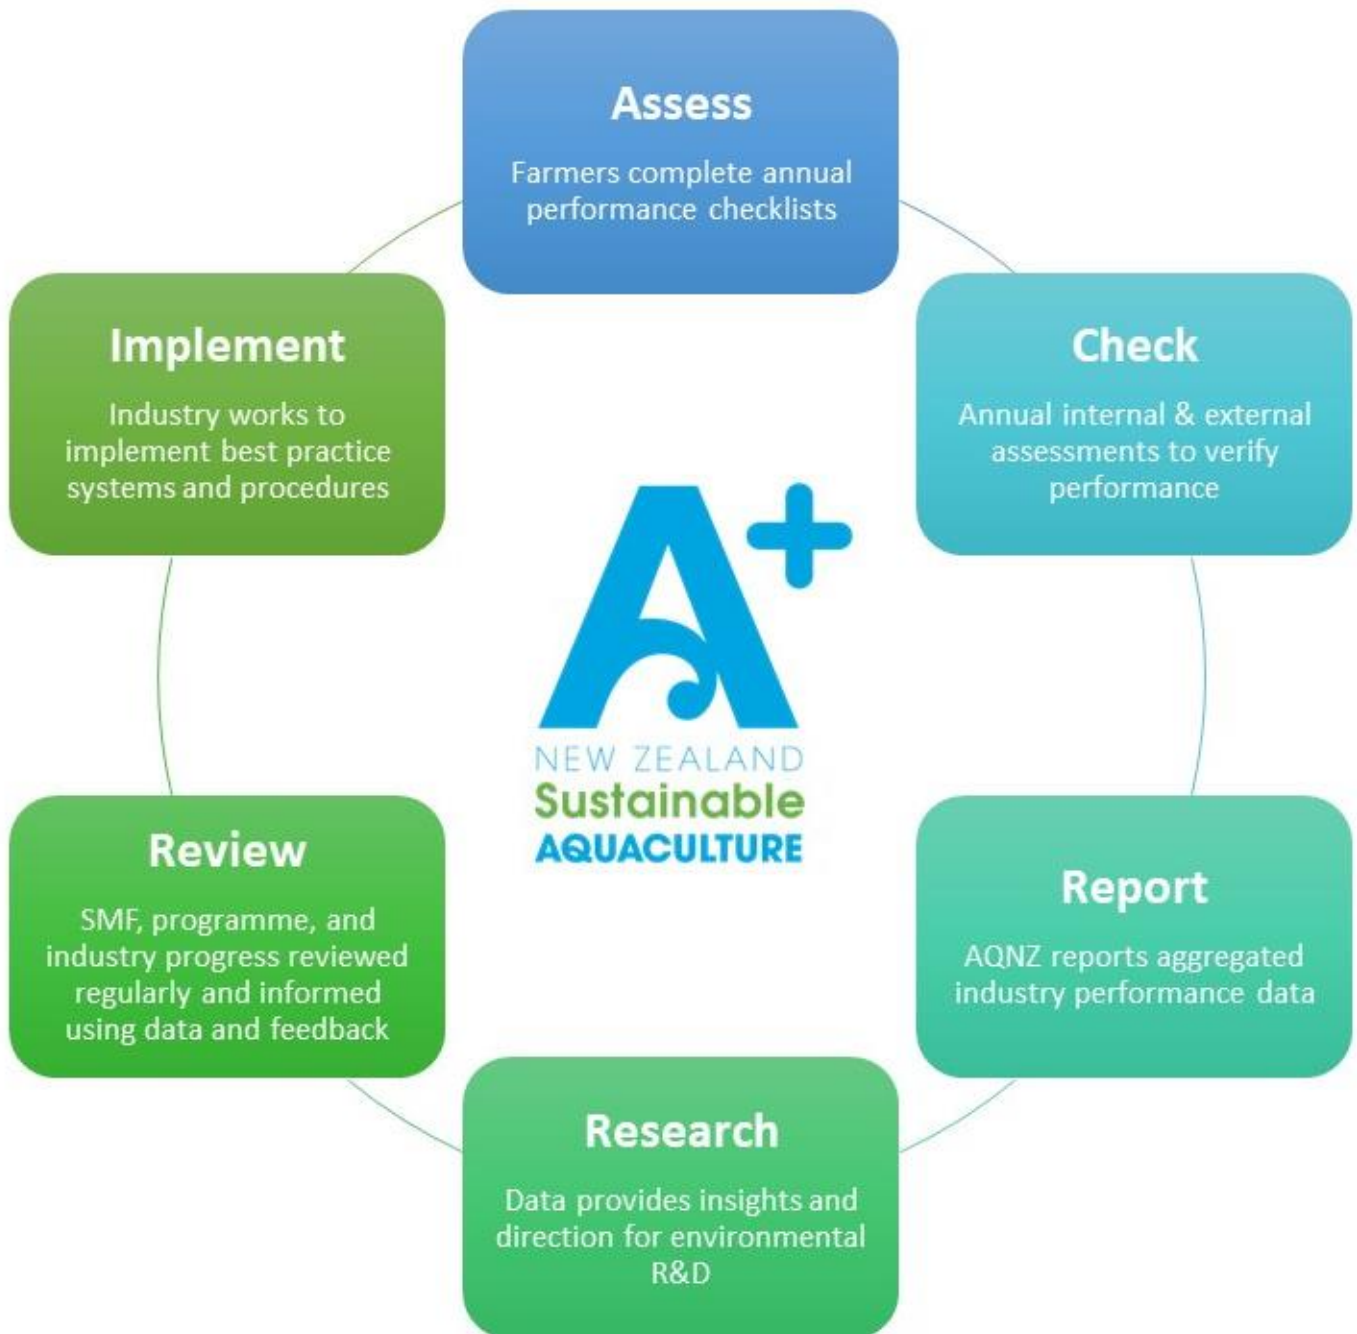 Assess
Farmers complete annual
performance checklists
Check
Annual internal & external
assessments to verify
performance
Report
AQNZ reports aggregated
industry performance data
Research
Data provides insights and
direction for environmental
R&D
Review
SMF, programme, and
industry progress reviewed
regularly and informed
using data and feedback
Implement
Industry works to
implement best practice
systems and procedures
A+
NEW ZEALAND
Sustainable
AQUACULTURE